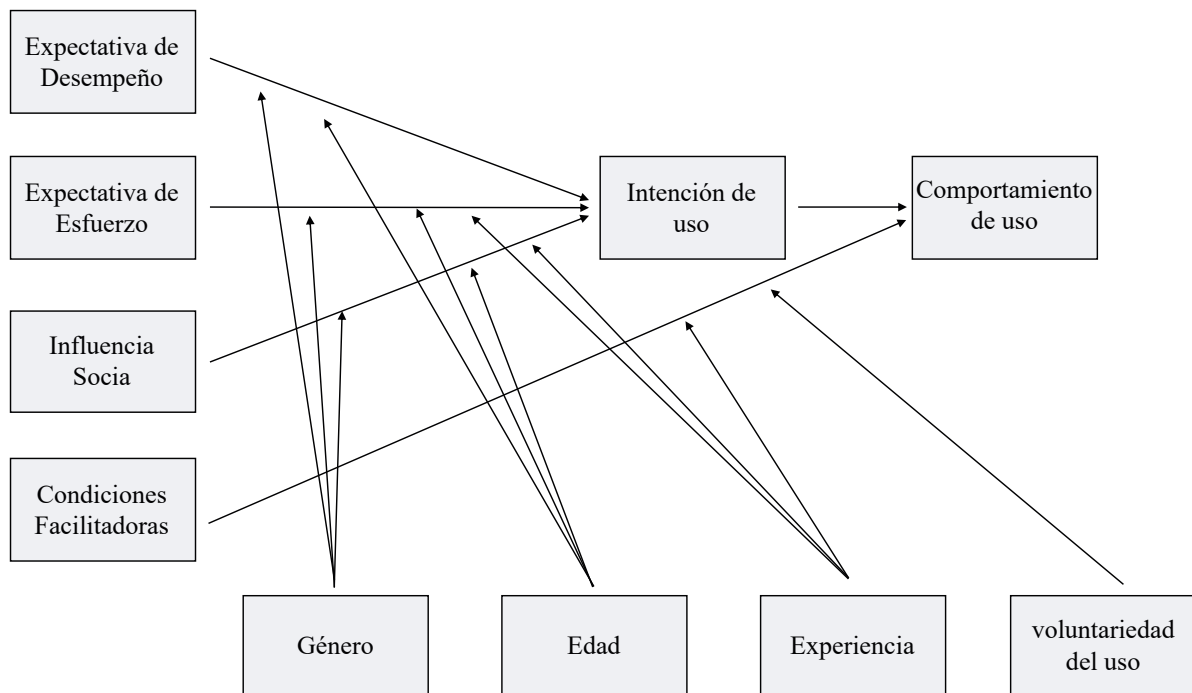 Expectativa de
Desempeño
Expectativa de
Esfuerzo
Intención de
uso
Comportamiento
de uso
Influencia
Socia
Condiciones
Facilitadoras
Género
Edad
Experiencia
voluntariedad
del uso